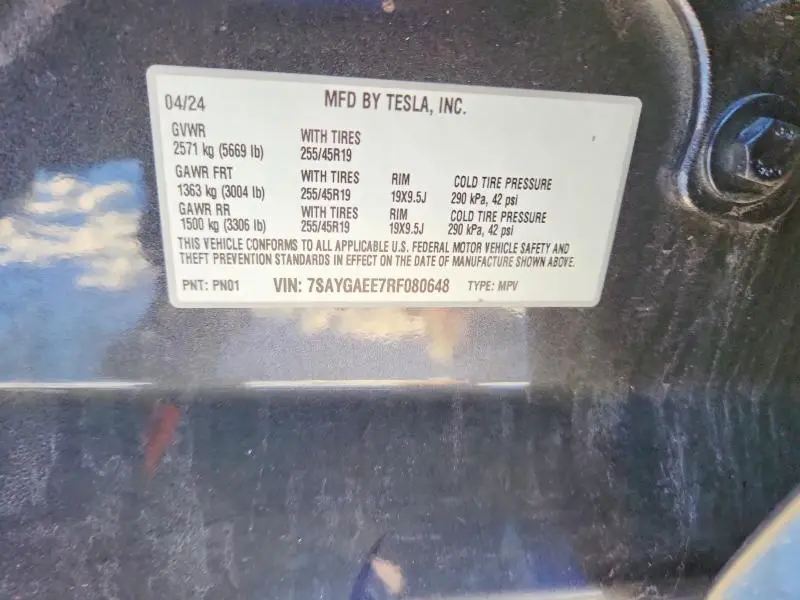 04/24 MFD BY TESLA, INC.
GVWR WITH TIRES
2571 kg (5669 lb) 255/45R19
GAWR FRT WITH TIRES RIM COLD TIRE PRESSURE
1363 kg (3004 lb) 255/45R19 19X9.5J 290 kPa, 42 psi
GAWR RR WITH TIRES RIM COLD TIRE PRESSURE
1500 kg (3306 lb) 255/45R19 19X9.5J 290 kPa, 42 psi
THIS VEHICLE CONFORMS TO ALL APPLICABLE U.S. FEDERAL MOTOR VEHICLE SAFETY AND
THEFT PREVENTION STANDARDS IN EFFECT ON THE DATE OF MANUFACTURE SHOWN ABOVE.
PNT: PN01 VIN: 7SAYGAEE7RF080648 TYPE: MPV